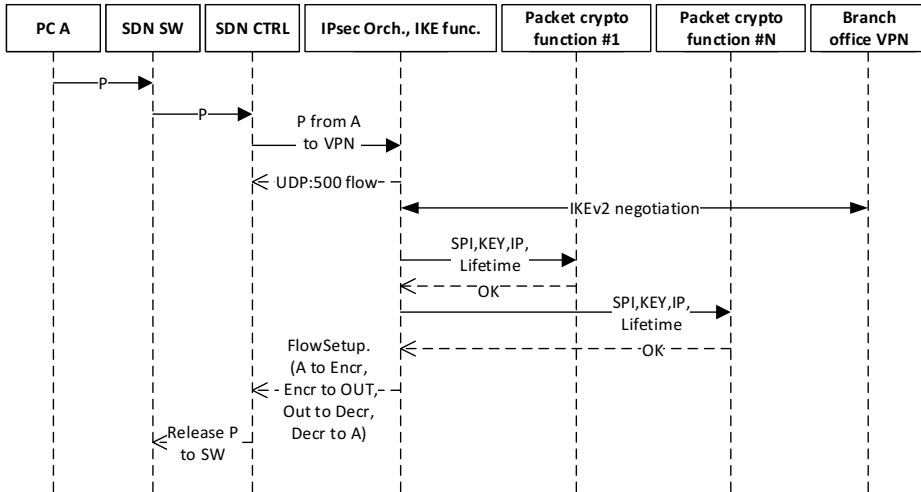 PC A
SDN SW
SDN CTRL
IPsec Orch., IKE func.
Packet crypto
function #1
Packet crypto
function #N
Branch
office VPN
P
P
P from A
to VPN
UDP:500 flow
IKEv2 negotiation
SPI,KEY,IP,
Lifetime
OK
SPI,KEY,IP,
Lifetime
OK
FlowSetup.
(A to Encr,
Encr to OUT,
Out to Decr,
Decr to A)
Release P
to SW